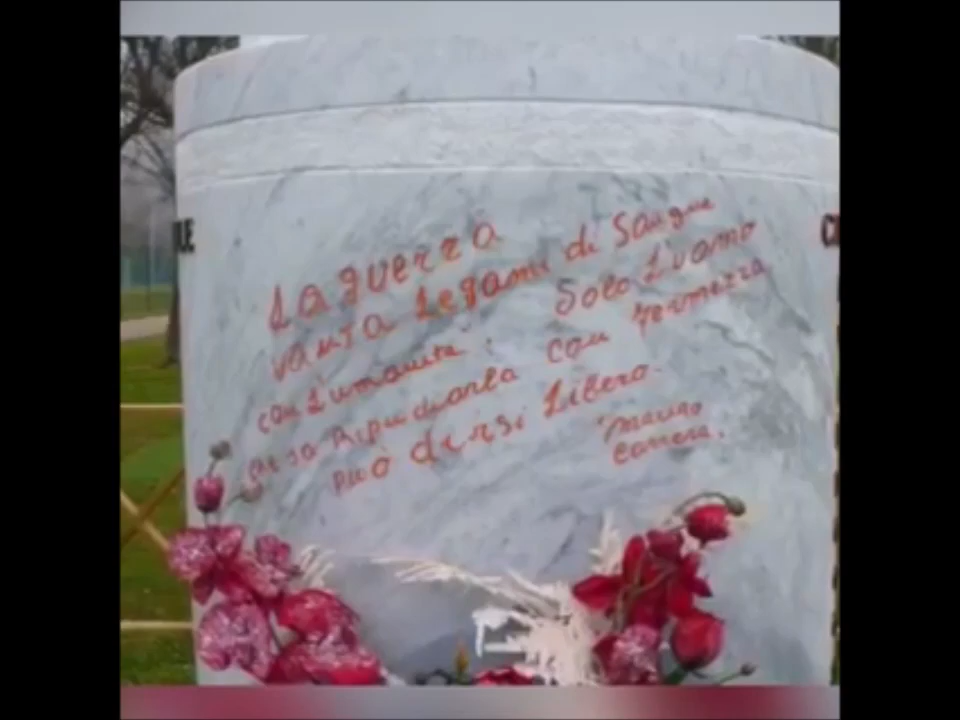 La guerra
vanta Legami di Sangue
con L'umanità. Solo L'uomo
che sa Ripudiarla con fermezza
può dirsi Libero.
Mauro
Carrera.
LE